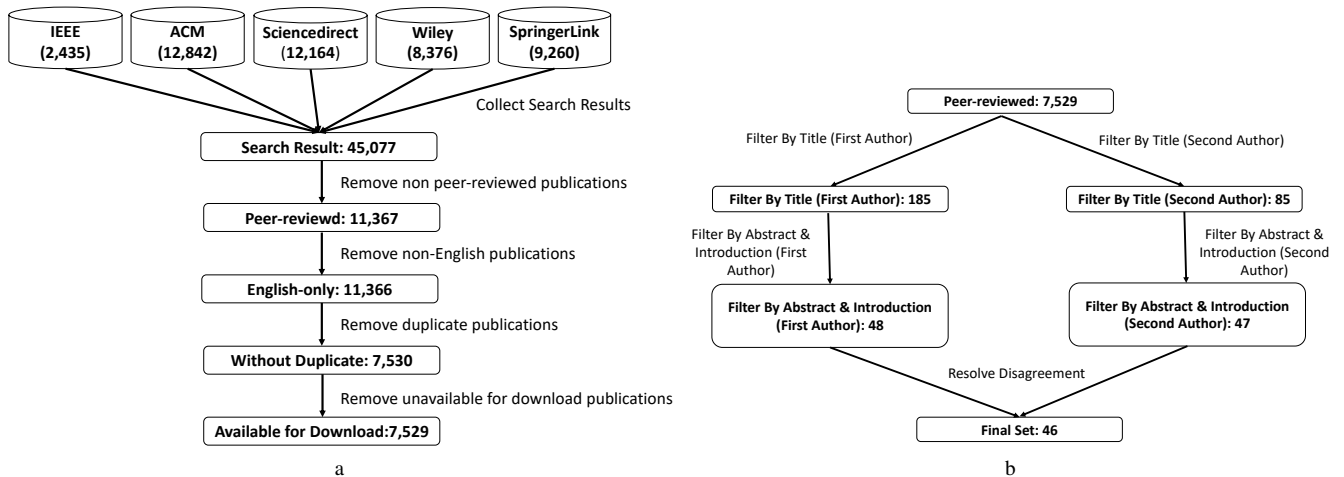 IEEE
(2,435)
ACM
(12,842)
Sciencedirect
(12,164)
Wiley
(8,376)
SpringerLink
(9,260)
Collect Search Results
Search Result: 45,077
Remove non peer-reviewed publications
Peer-reviewd: 11,367
Remove non-English publications
English-only: 11,366
Remove duplicate publications
Without Duplicate: 7,530
Remove unavailable for download publications
Available for Download:7,529
a
Peer-reviewed: 7,529
Filter By Title (First Author)
Filter By Title (Second Author)
Filter By Title (First Author): 185
Filter By Title (Second Author): 85
Filter By Abstract &
Introduction (First
Author)
Filter By Abstract &
Introduction (Second
Author)
Filter By Abstract & Introduction
(First Author): 48
Filter By Abstract & Introduction
(Second Author): 47
Resolve Disagreement
Final Set: 46
b